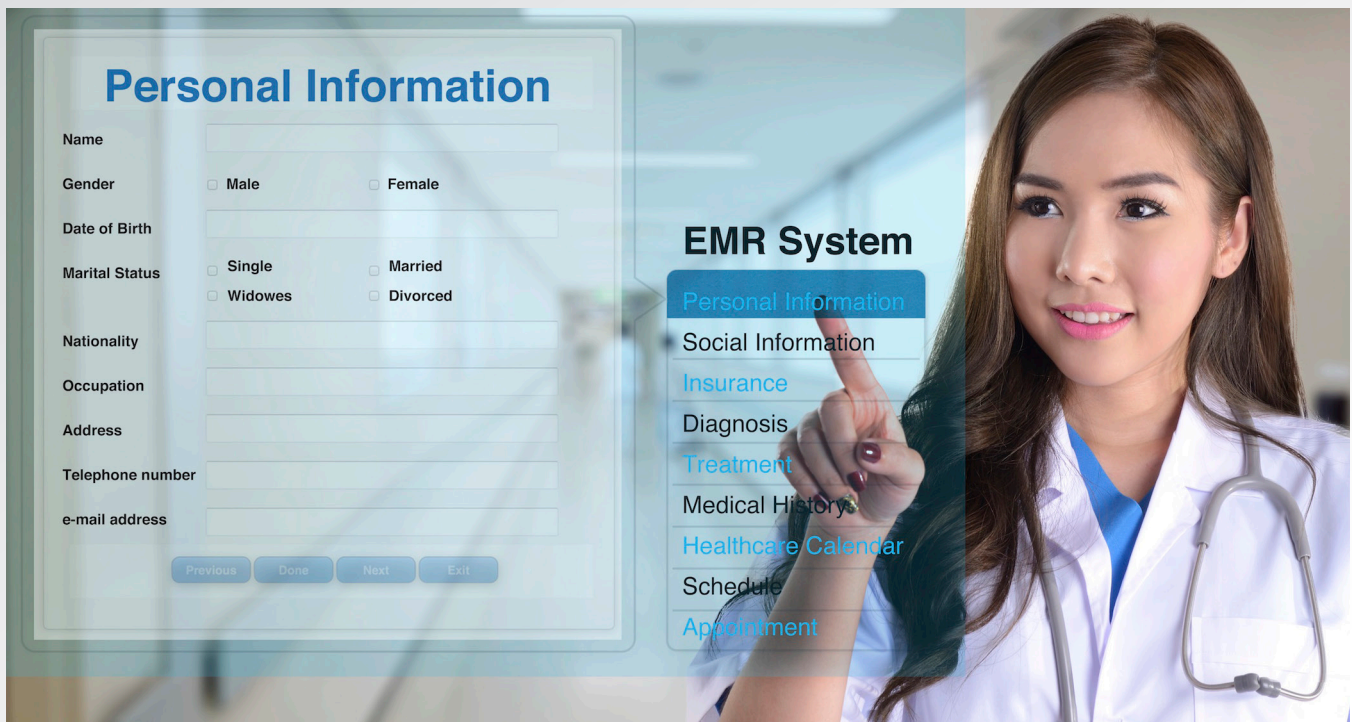 Personal Information
Name
Gender Male Female
Date of Birth
Marital Status Single Married
Widowes Divorced
Nationality
Occupation
Address
Telephone number
e-mail address
Previous Done Next Exit
EMR System
Personal Information
Social Information
Insurance
Diagnosis
Treatment
Medical History
Healthcare Calendar
Schedule
Appointment